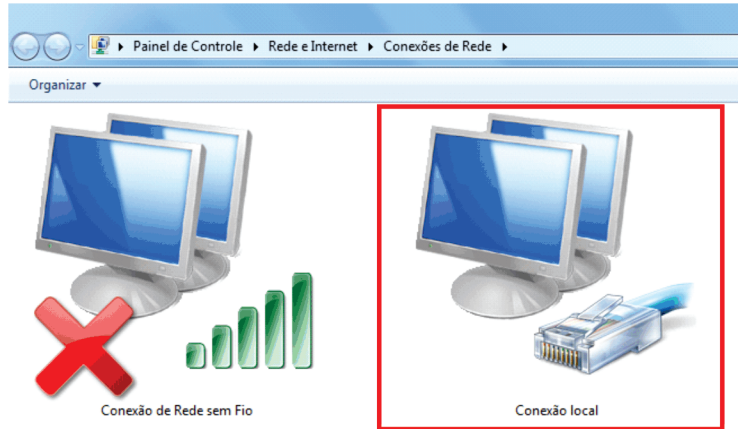 Painel de Controle ▸ Rede e Internet ▸ Conexões de Rede ▸
Organizar
Conexão de Rede sem Fio
Conexão local